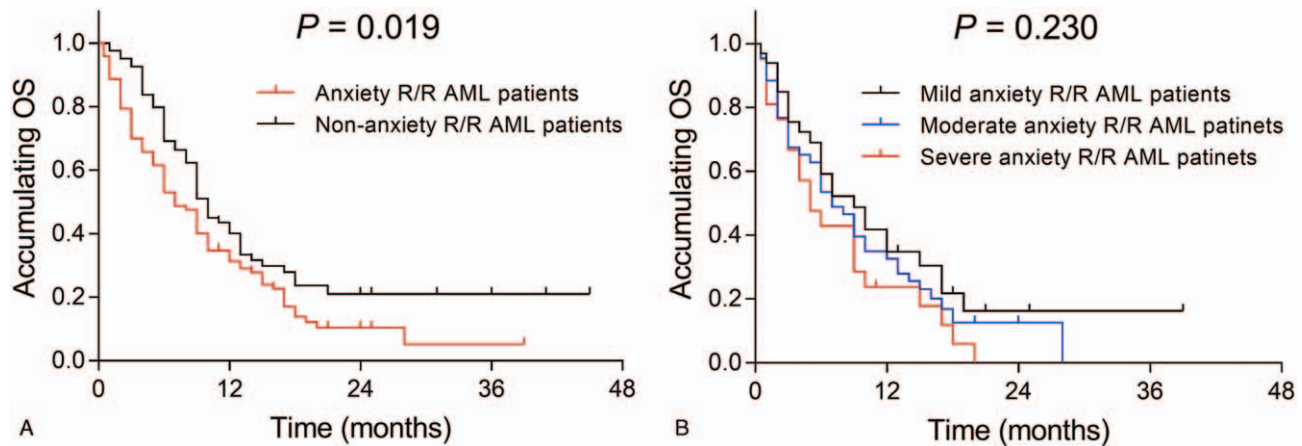 P = 0.019
Anxiety R/R AML patients
Non-anxiety R/R AML patients
Accumulating OS
1.0
0.8
0.6
0.4
0.2
0.0
0 12 24 36 48
Time (months)
A
P = 0.230
Mild anxiety R/R AML patients
Moderate anxiety R/R AML patinets
Severe anxiety R/R AML patinets
Accumulating OS
1.0
0.8
0.6
0.4
0.2
0.0
0 12 24 36 48
Time (months)
B